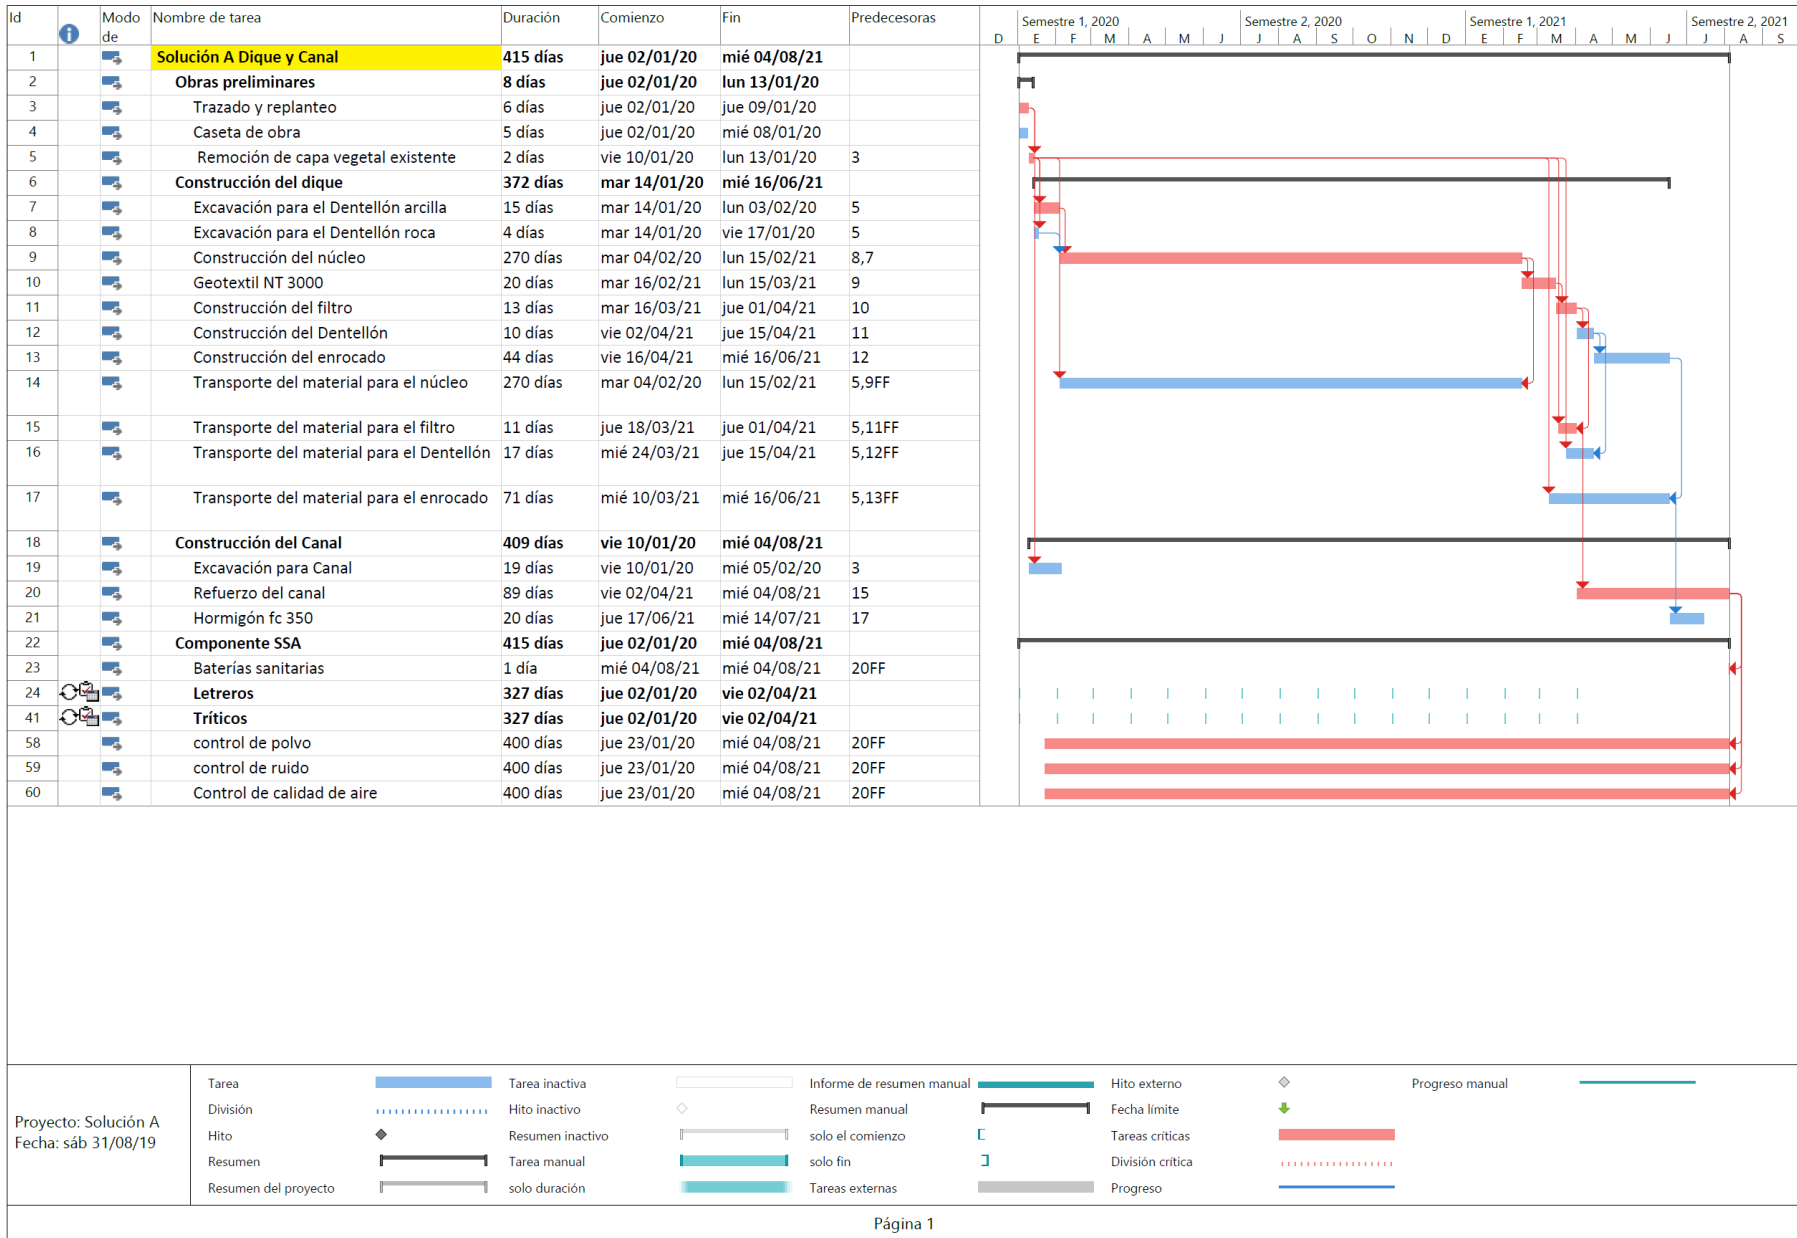 Id Modo de Nombre de tarea Duración Comienzo Fin Predecesoras
Semestre 1, 2020 Semestre 2, 2020 Semestre 1, 2021 Semestre 2, 2021
D E F M A M J J A S O N D E F M A M J J A S
1 Solución A Dique y Canal 415 días jue 02/01/20 mié 04/08/21
2 Obras preliminares 8 días jue 02/01/20 lun 13/01/20
3 Trazado y replanteo 6 días jue 02/01/20 jue 09/01/20
4 Caseta de obra 5 días jue 02/01/20 mié 08/01/20
5 Remoción de capa vegetal existente 2 días vie 10/01/20 lun 13/01/20 3
6 Construcción del dique 372 días mar 14/01/20 mié 16/06/21
7 Excavación para el Dentellón arcilla 15 días mar 14/01/20 lun 03/02/20 5
8 Excavación para el Dentellón roca 4 días mar 14/01/20 vie 17/01/20 5
9 Construcción del núcleo 270 días mar 04/02/20 lun 15/02/21 8,7
10 Geotextil NT 3000 20 días mar 16/02/21 lun 15/03/21 9
11 Construcción del filtro 13 días mar 16/03/21 jue 01/04/21 10
12 Construcción del Dentellón 10 días vie 02/04/21 jue 15/04/21 11
13 Construcción del enrocado 44 días vie 16/04/21 mié 16/06/21 12
14 Transporte del material para el núcleo 270 días mar 04/02/20 lun 15/02/21 5,9FF
15 Transporte del material para el filtro 11 días jue 18/03/21 jue 01/04/21 5,11FF
16 Transporte del material para el Dentellón 17 días mié 24/03/21 jue 15/04/21 5,12FF
17 Transporte del material para el enrocado 71 días mié 10/03/21 mié 16/06/21 5,13FF
18 Construcción del Canal 409 días vie 10/01/20 mié 04/08/21
19 Excavación para Canal 19 días vie 10/01/20 mié 05/02/20 3
20 Refuerzo del canal 89 días vie 02/04/21 mié 04/08/21 15
21 Hormigón fc 350 20 días jue 17/06/21 mié 14/07/21 17
22 Componente SSA 415 días jue 02/01/20 mié 04/08/21
23 Baterías sanitarias 1 día mié 04/08/21 mié 04/08/21 20FF
24 Letreros 327 días jue 02/01/20 vie 02/04/21
41 Tríticos 327 días jue 02/01/20 vie 02/04/21
58 control de polvo 400 días jue 23/01/20 mié 04/08/21 20FF
59 control de ruido 400 días jue 23/01/20 mié 04/08/21 20FF
60 Control de calidad de aire 400 días jue 23/01/20 mié 04/08/21 20FF
Proyecto: Solución A
Fecha: sáb 31/08/19
Tarea Tarea inactiva Informe de resumen manual Hito externo Progreso manual
División Hito inactivo Resumen manual Fecha límite
Hito Resumen inactivo solo el comienzo Tareas críticas
Resumen Tarea manual solo fin División crítica
Resumen del proyecto solo duración Tareas externas Progreso
Página 1